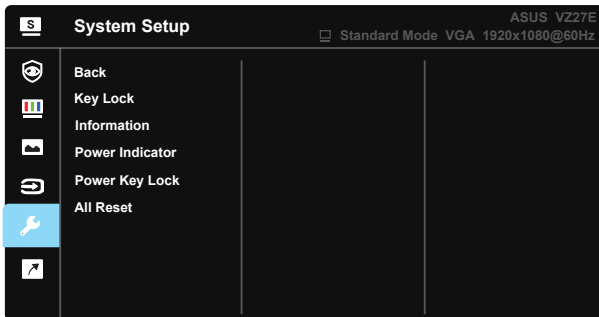 S
System Setup
ASUS VZ27E
Standard Mode VGA 1920x1080@60Hz
Back
Key Lock
Information
Power Indicator
Power Key Lock
All Reset